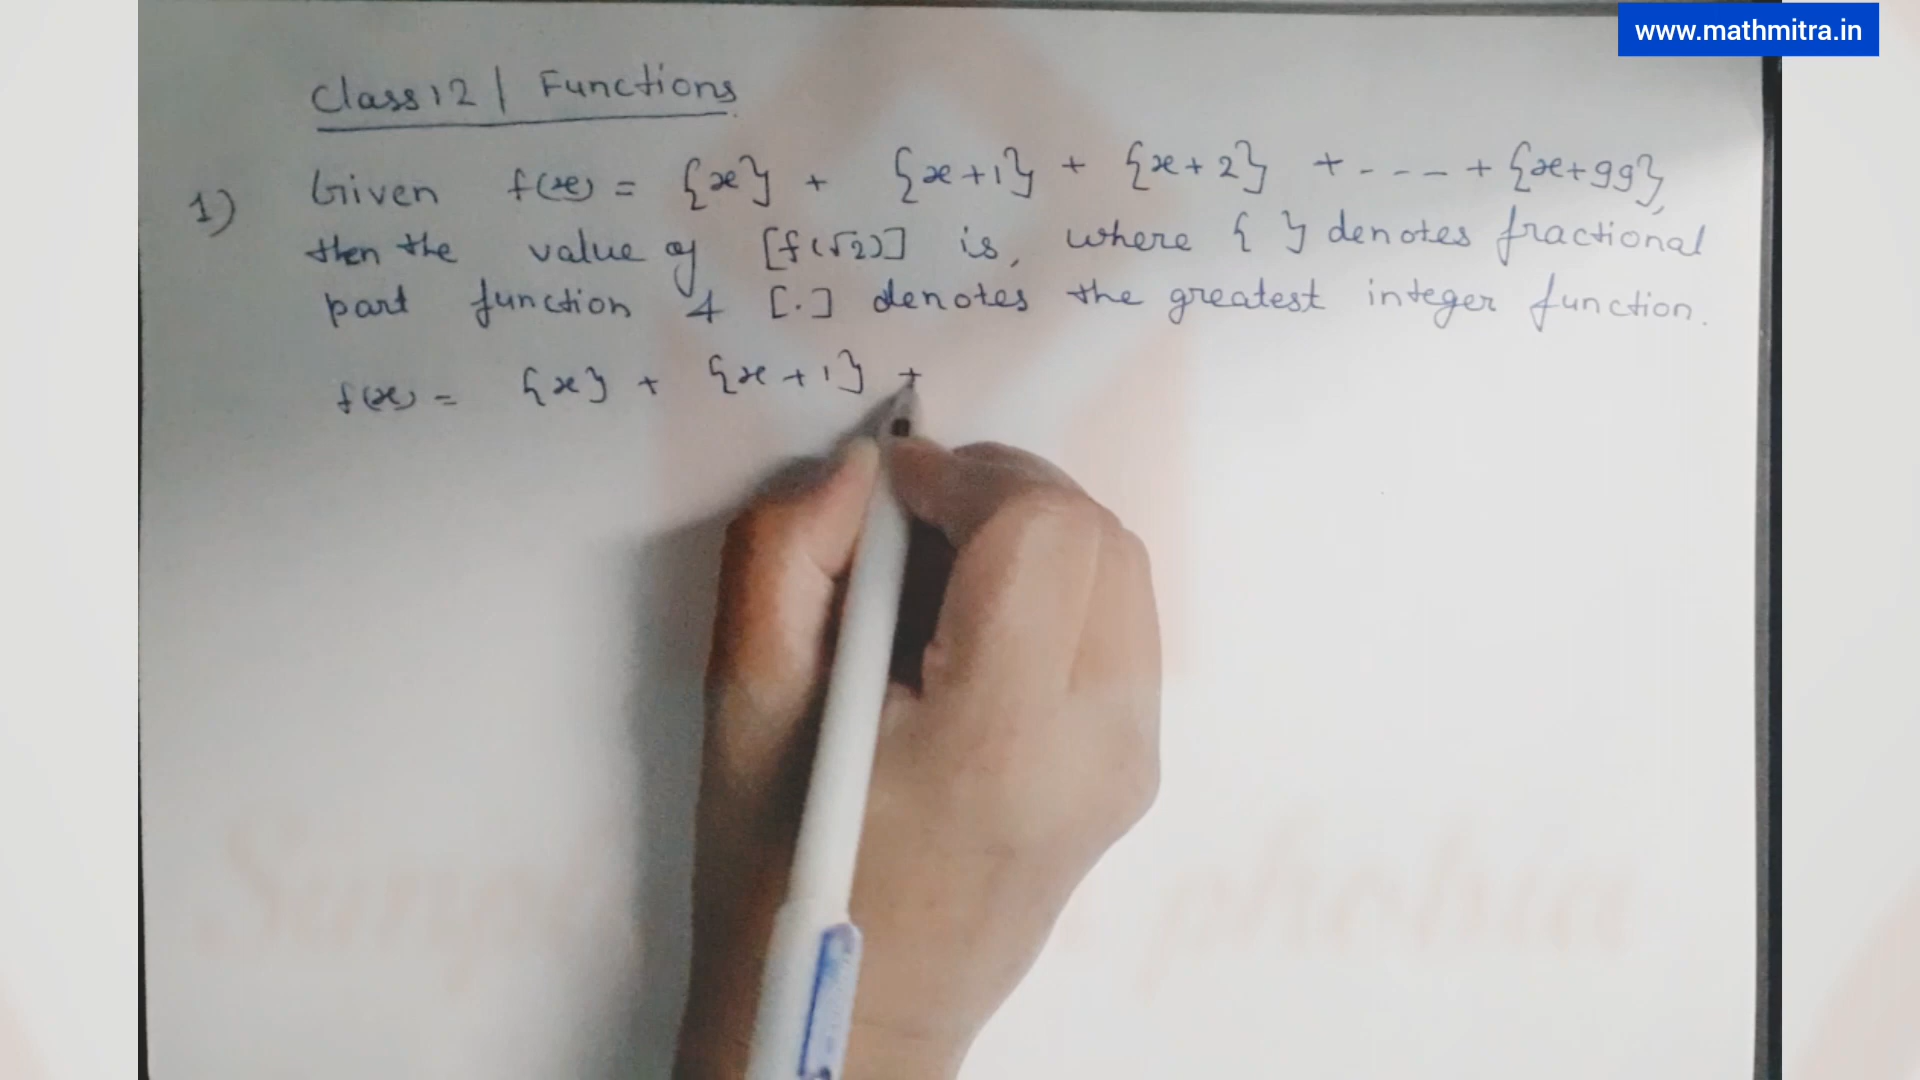 www.mathmitra.in
Class 12 | Functions
1) Given f(x) = {x} + {x+1} + {x+2} + ---- + {x+99},
then the value of [f(√2)] is, where { } denotes fractional
part function & [.] denotes the greatest integer function.
f(x) = {x} + {x+1} +